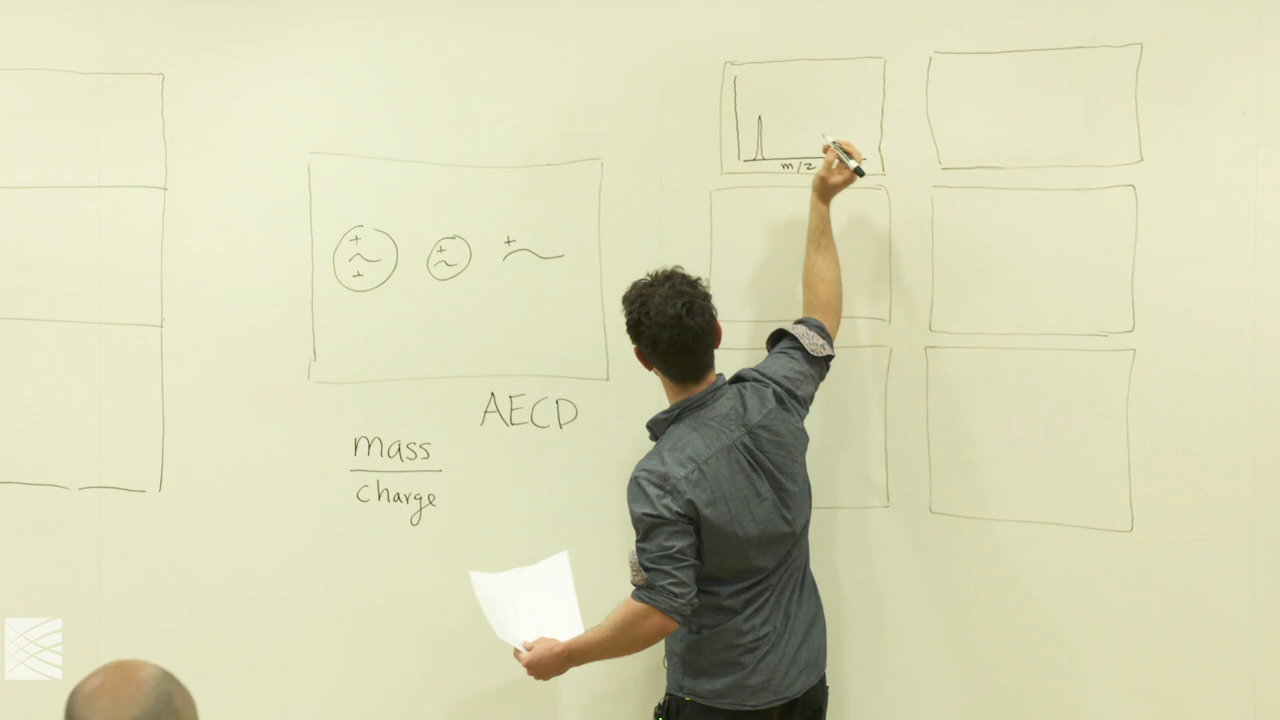 m/z
+
~
+
+
~
+
AECD
mass
charge